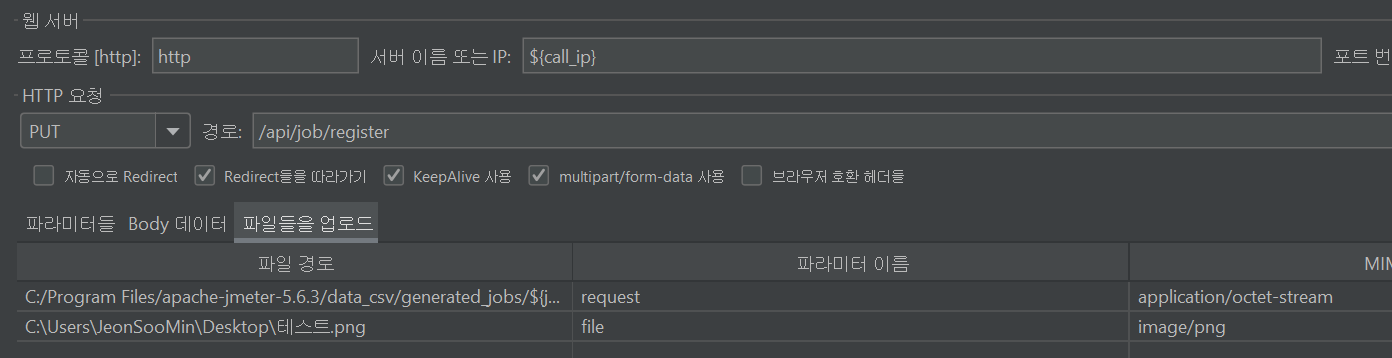 웹 서버
프로토콜 [http]: http 서버 이름 또는 IP: ${call_ip} 포트 번
HTTP 요청
PUT 경로: /api/job/register
자동으로 Redirect Redirect들을 따라가기 KeepAlive 사용 multipart/form-data 사용 브라우저 호환 헤더들
파라미터들 Body 데이터 파일들을 업로드
파일 경로 파라미터 이름 MIM
C:/Program Files/apache-jmeter-5.6.3/data_csv/generated_jobs/${j... request application/octet-stream
C:\Users\JeonSooMin\Desktop\테스트.png file image/png